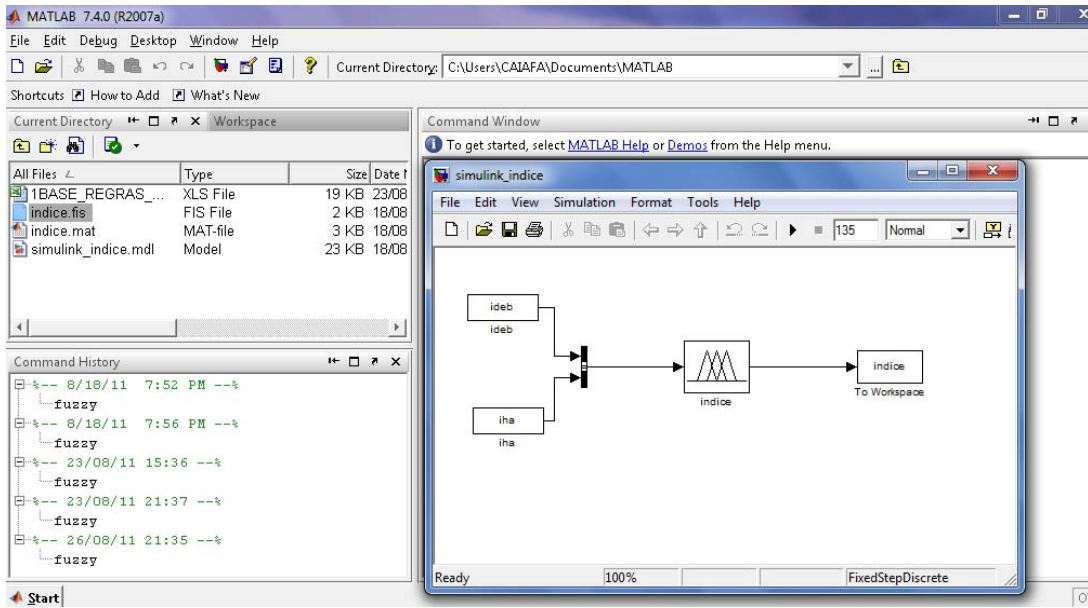 MATLAB 7.4.0 (R2007a)
File Edit Debug Desktop Window Help
Current Directory: C:\Users\CAIAFA\Documents\MATLAB
Shortcuts How to Add What's New
Current Directory Workspace
All Files Type Size Date
1BASE_REGRAS_... XLS File 19 KB 23/08
indice.fis FIS File 2 KB 18/08
indice.mat MAT-file 3 KB 18/08
simulink_indice.mdl Model 23 KB 18/08
Command History
%-- 8/18/11 7:52 PM --%
fuzzy
%-- 8/18/11 7:56 PM --%
fuzzy
%-- 23/08/11 15:36 --%
fuzzy
%-- 23/08/11 21:37 --%
fuzzy
%-- 26/08/11 21:35 --%
fuzzy
Start
Command Window
To get started, select MATLAB Help or Demos from the Help menu.
simulink_indice
File Edit View Simulation Format Tools Help
135 Normal
ideb
ideb
iha
iha
indice
indice
To Workspace
Ready 100% FixedStepDiscrete